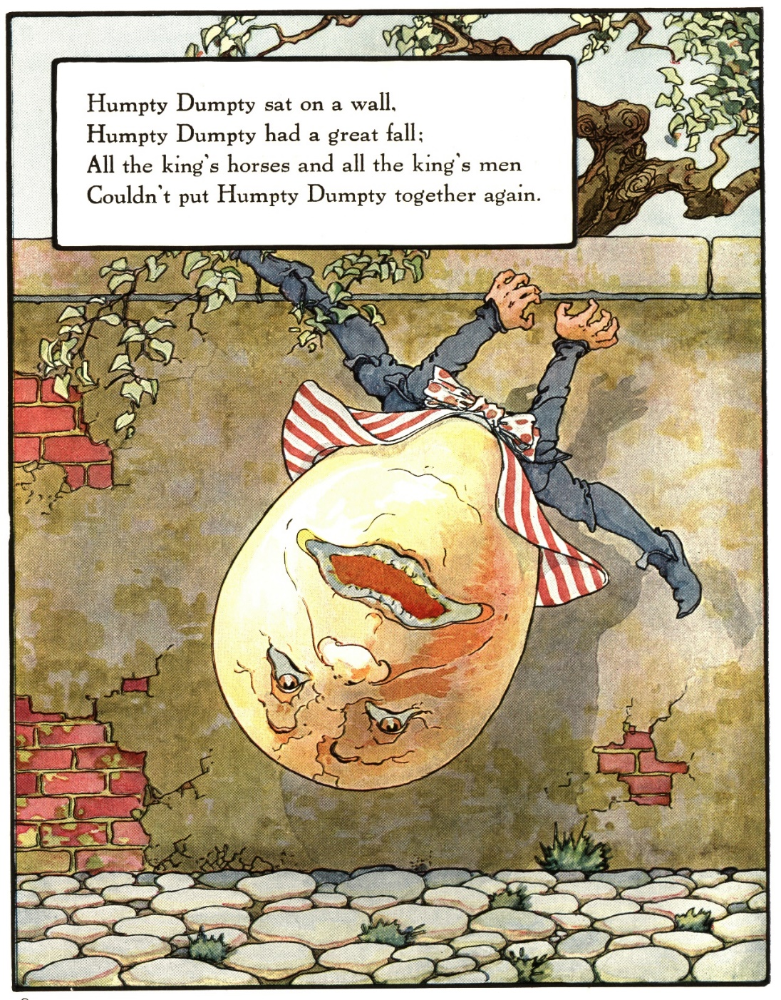 Humpty Dumpty sat on a wall,
Humpty Dumpty had a great fall;
All the king's horses and all the king's men
Couldn't put Humpty Dumpty together again.